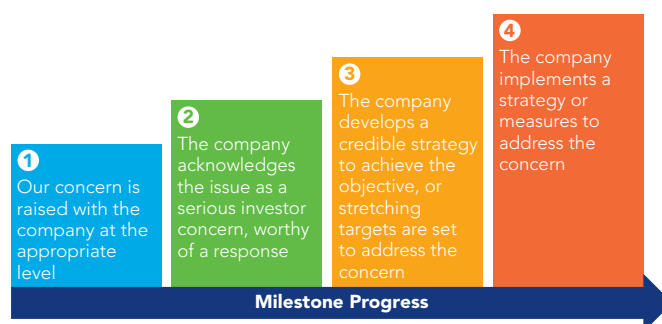 1
Our concern is
raised with the
company at the
appropriate
level
2
The company
acknowledges
the issue as a
serious investor
concern, worthy
of a response
3
The company
develops a
credible strategy
to achieve the
objective, or
stretching
targets are set
to address the
concern
4
The company
implements a
strategy or
measures to
address the
concern
Milestone Progress